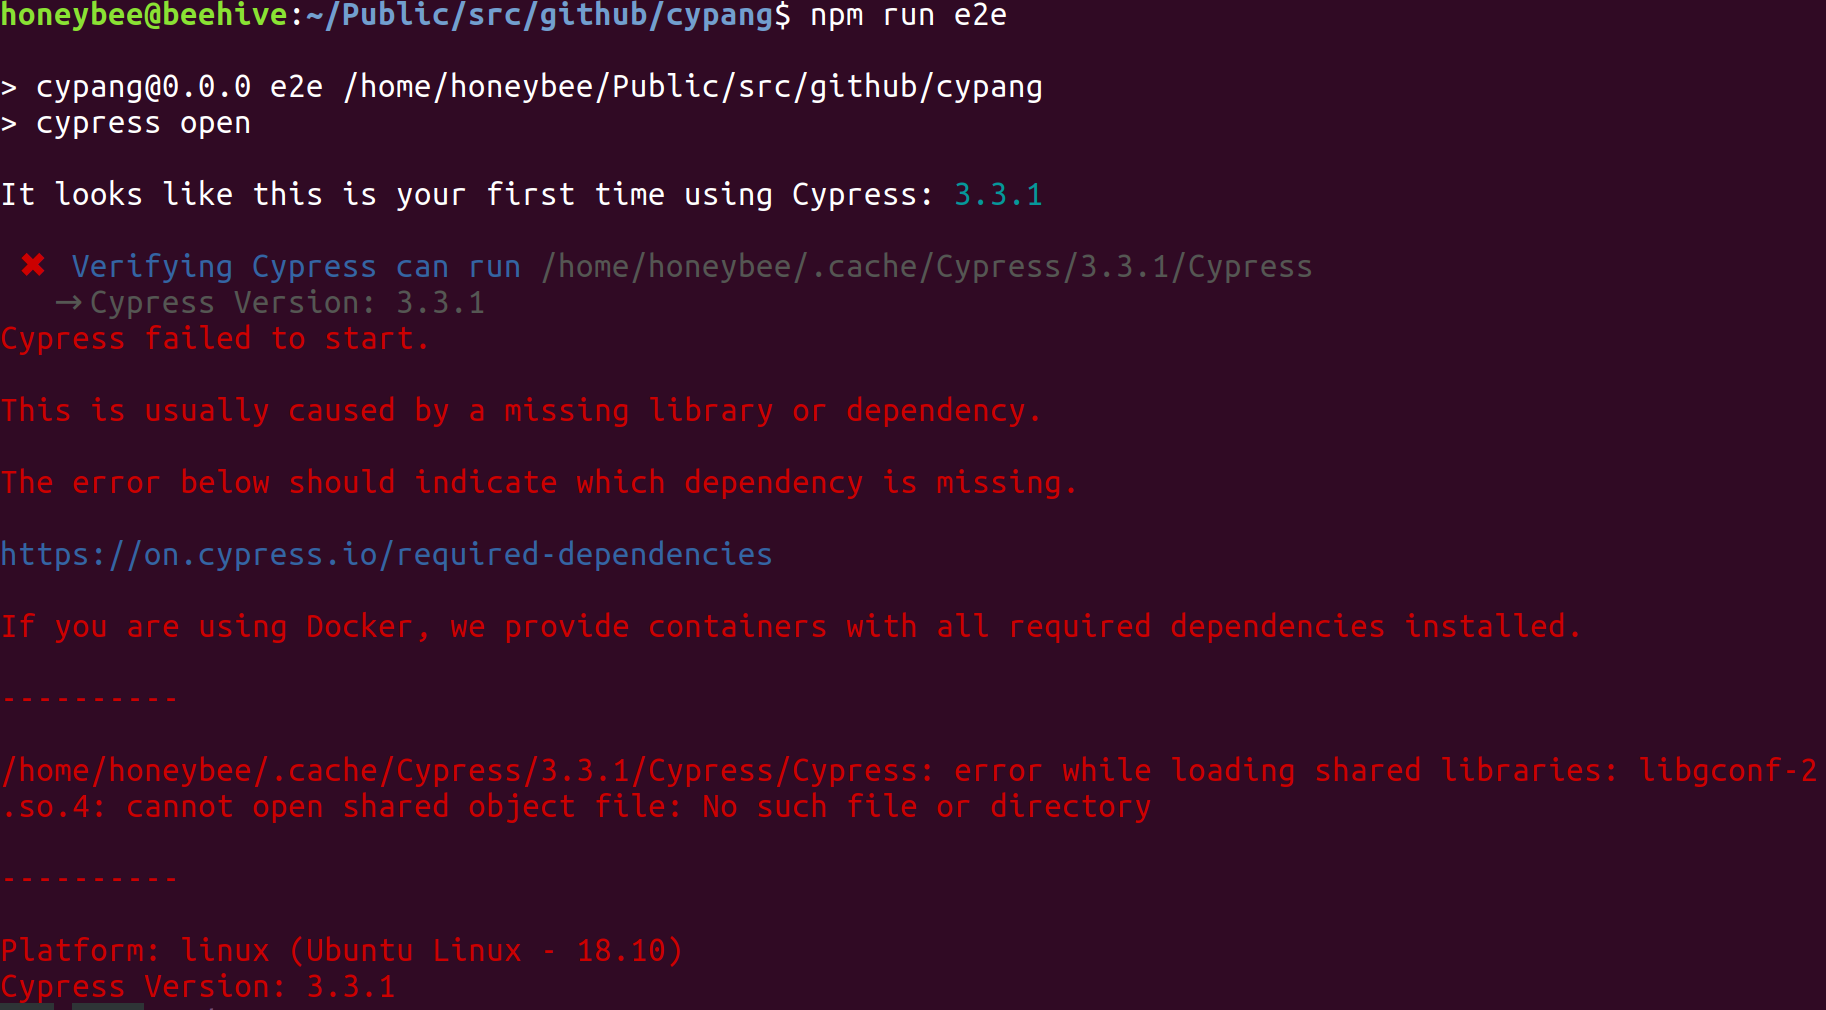 honeybee@beehive:~/Public/src/github/cypang$ npm run e2e
> cypang@0.0.0 e2e /home/honeybee/Public/src/github/cypang
> cypress open
It looks like this is your first time using Cypress: 3.3.1
✖ Verifying Cypress can run /home/honeybee/.cache/Cypress/3.3.1/Cypress
→ Cypress Version: 3.3.1
Cypress failed to start.
This is usually caused by a missing library or dependency.
The error below should indicate which dependency is missing.
https://on.cypress.io/required-dependencies
If you are using Docker, we provide containers with all required dependencies installed.
----------
/home/honeybee/.cache/Cypress/3.3.1/Cypress/Cypress: error while loading shared libraries: libgconf-2
.so.4: cannot open shared object file: No such file or directory
----------
Platform: linux (Ubuntu Linux - 18.10)
Cypress Version: 3.3.1